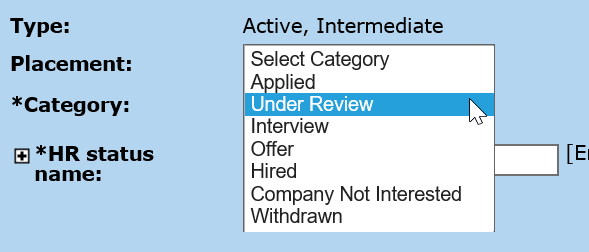 Type: Active, Intermediate
Placement:
*Category:
Select Category
Applied
Under Review
Interview
Offer
Hired
Company Not Interested
Withdrawn
*HR status
name:
[